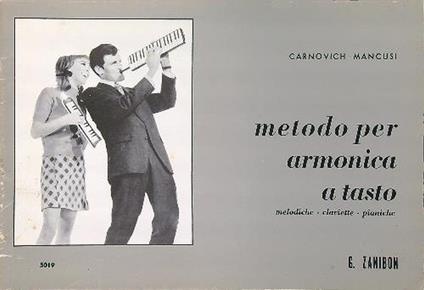 CARNOVICH MANCUSI
metodo per
armonica
a tasto
melodiche - clariette - pianiche
5019
G. ZANIBON